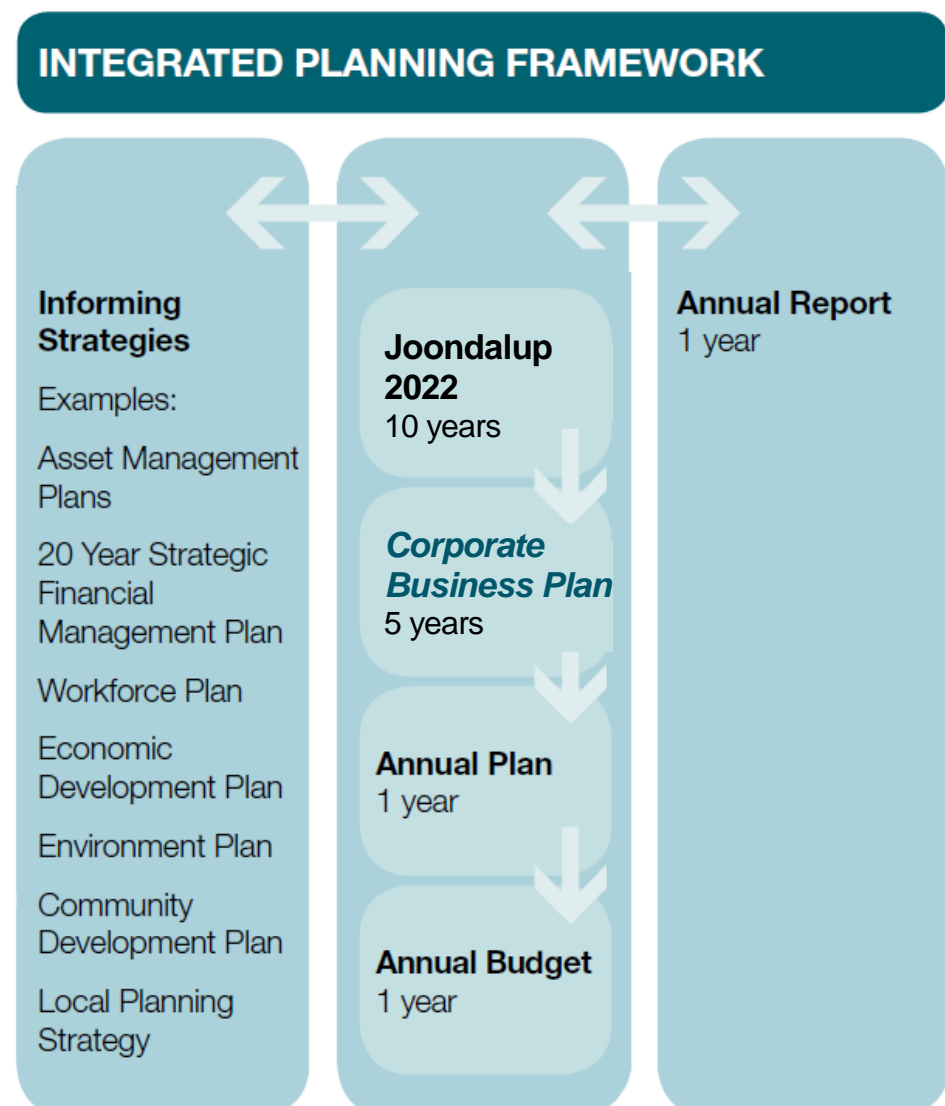 INTEGRATED PLANNING FRAMEWORK
Informing
Strategies
Examples:
Asset Management
Plans
20 Year Strategic
Financial
Management Plan
Workforce Plan
Economic
Development Plan
Environment Plan
Community
Development Plan
Local Planning
Strategy
Joondalup
2022
10 years
Corporate
Business Plan
5 years
Annual Plan
1 year
Annual Budget
1 year
Annual Report
1 year